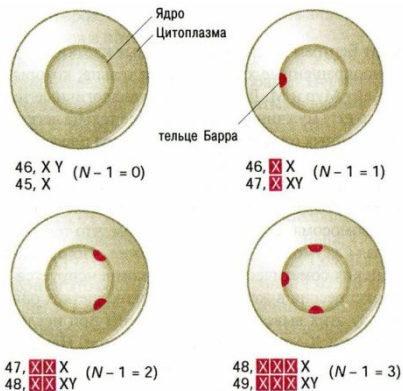 Ядро
Цитоплазма
тельце Барра
46, X Y (N – 1 = 0)
45, X
46, X X (N – 1 = 1)
47, X XY
47, X X X (N – 1 = 2)
48, X X XY
48, X X X X (N – 1 = 3)
49, X X X XY